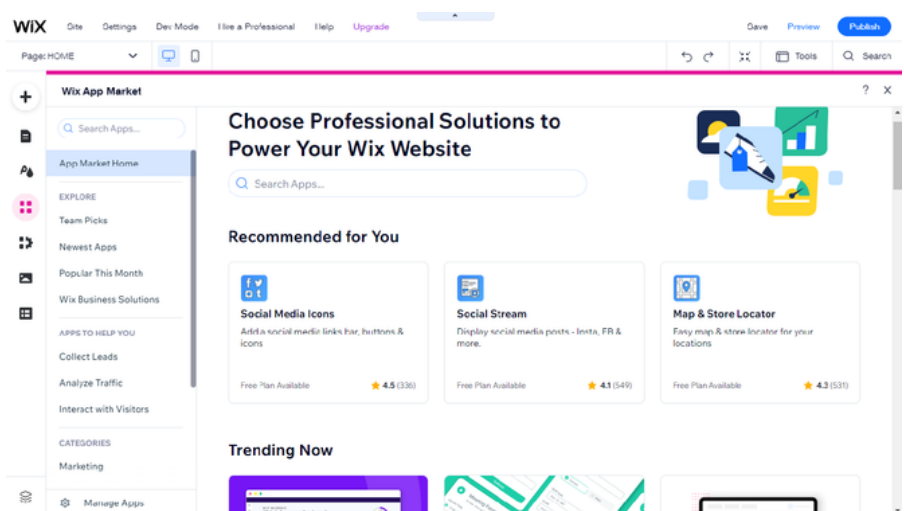 WiX Site Settings Dev Mode Hire a Professional Help Upgrade Save Preview Publish
Page: HOME Tools Search
Wix App Market ? X
Search Apps...
App Market Home
EXPLORE
Team Picks
Newest Apps
Popular This Month
Wix Business Solutions
APPS TO HELP YOU
Collect Leads
Analyze Traffic
Interact with Visitors
CATEGORIES
Marketing
Manage Apps
Choose Professional Solutions to
Power Your Wix Website
Search Apps...
Recommended for You
Social Media Icons
Add a social media links bar, buttons &
icons
Free Plan Available 4.5 (336)
Social Stream
Display social media posts - Insta, FB &
more.
Free Plan Available 4.1 (549)
Map & Store Locator
Easy map & store locator for your
locations
Free Plan Available 4.3 (531)
Trending Now